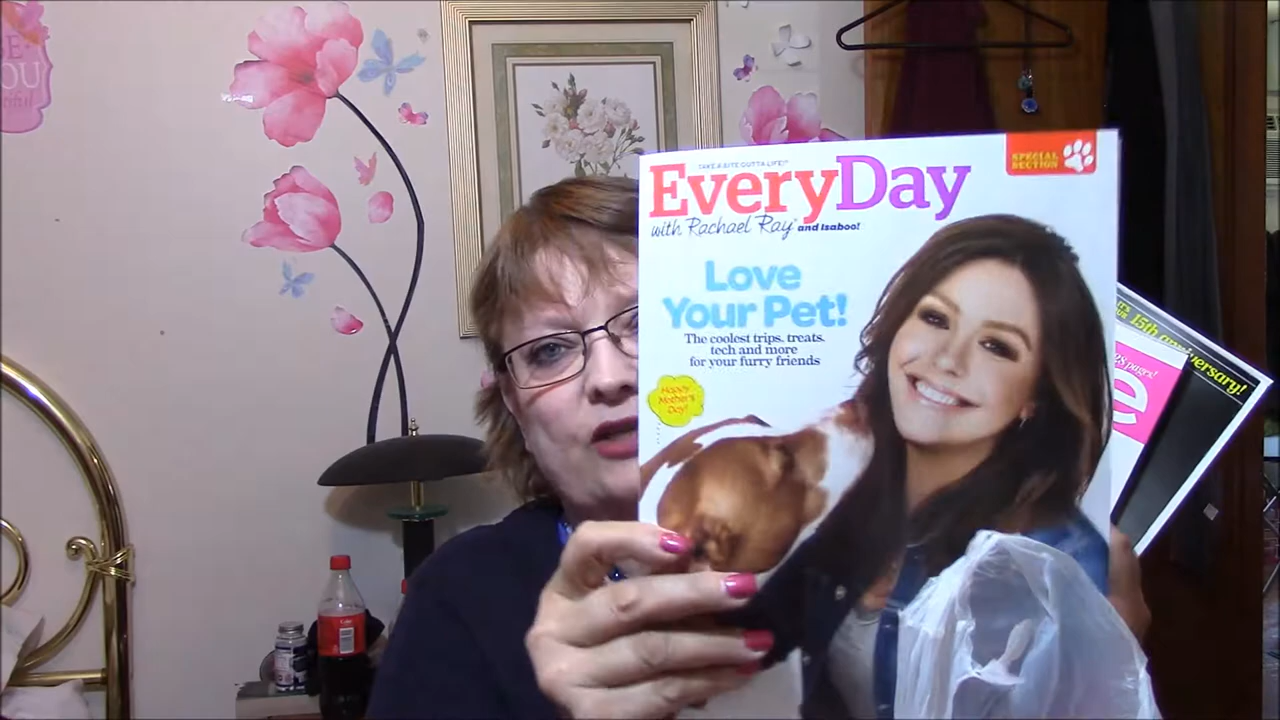 E:
OU
TAKE A BITE OUTTA LIFE!
SPECIAL
SECTION
EveryDay
with Rachael Ray and Isaboo!
Love
Your Pet!
The coolest trips, treats,
tech and more
for your furry friends
Happy
Mother's
Day!
15th anniversary!
pages!
e